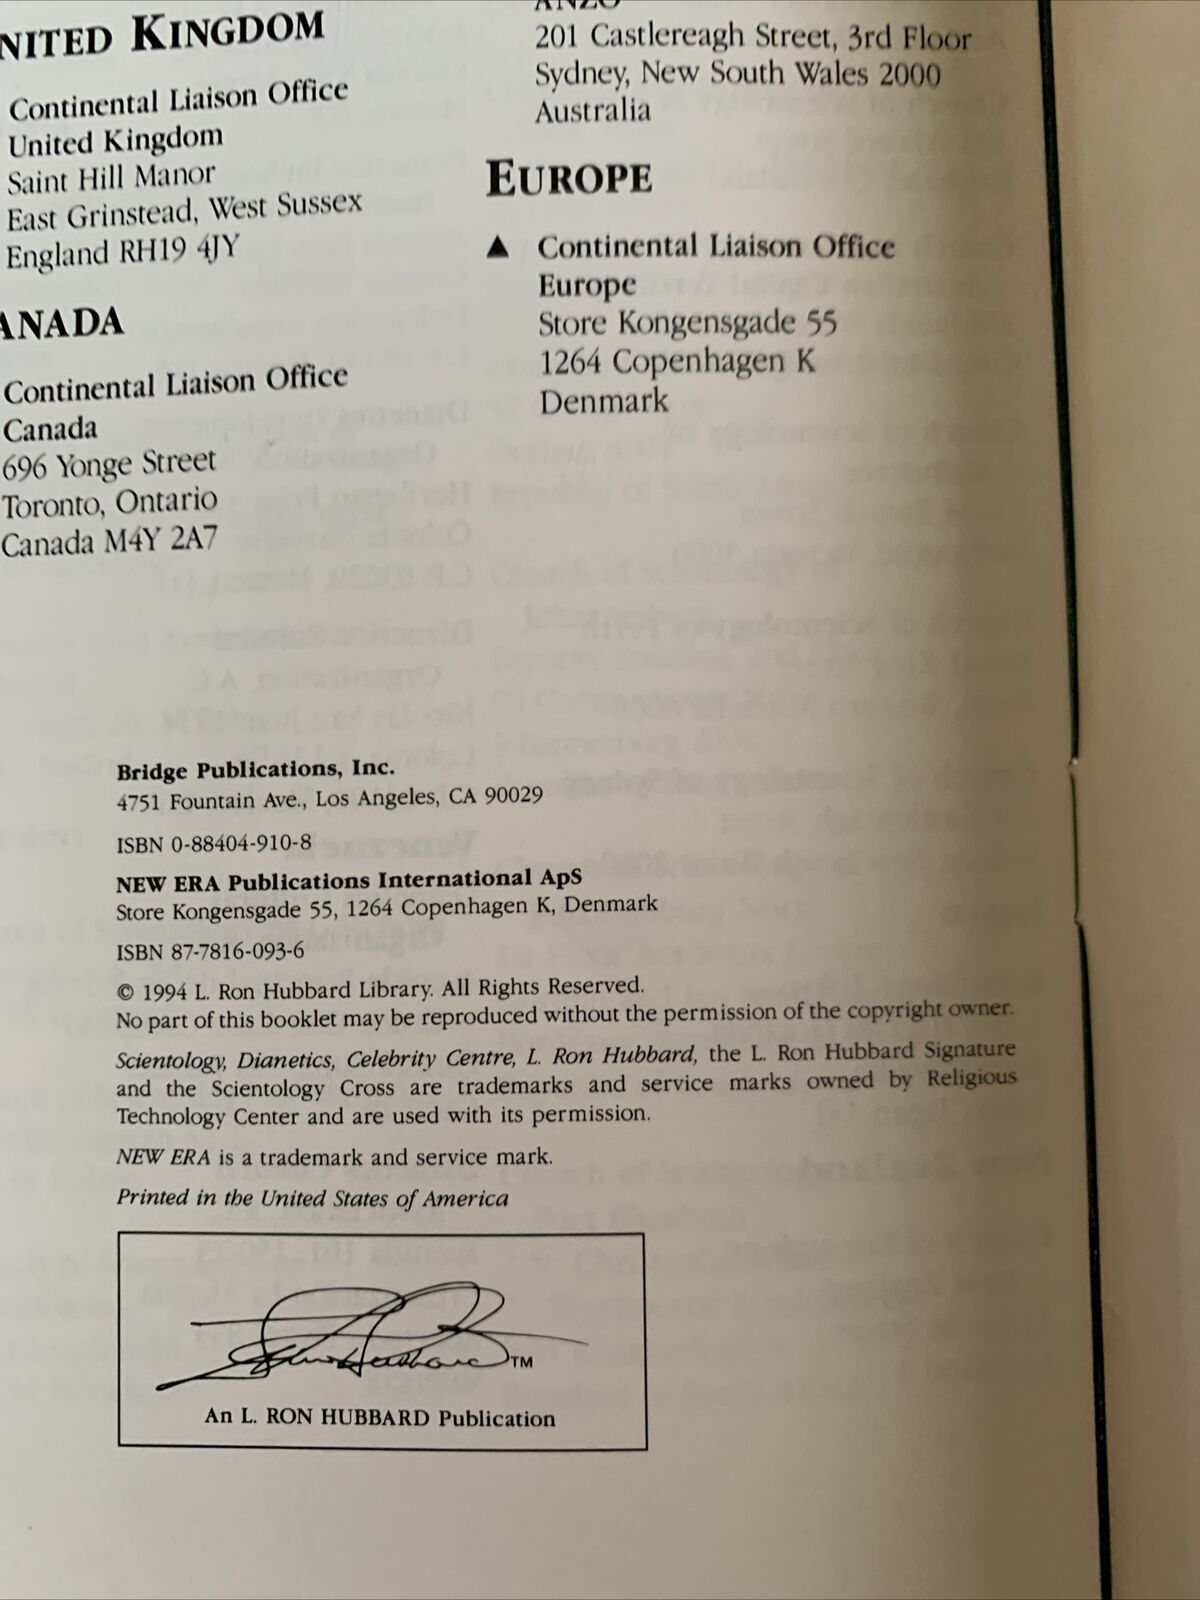 NITED KINGDOM
Continental Liaison Office
United Kingdom
Saint Hill Manor
East Grinstead, West Sussex
England RH19 4JY
ANADA
Continental Liaison Office
Canada
696 Yonge Street
Toronto, Ontario
Canada M4Y 2A7
ANZO
201 Castlereagh Street, 3rd Floor
Sydney, New South Wales 2000
Australia
EUROPE
▲ Continental Liaison Office
Europe
Store Kongensgade 55
1264 Copenhagen K
Denmark
Bridge Publications, Inc.
4751 Fountain Ave., Los Angeles, CA 90029
ISBN 0-88404-910-8
NEW ERA Publications International ApS
Store Kongensgade 55, 1264 Copenhagen K, Denmark
ISBN 87-7816-093-6
© 1994 L. Ron Hubbard Library. All Rights Reserved.
No part of this booklet may be reproduced without the permission of the copyright owner.
Scientology, Dianetics, Celebrity Centre, L. Ron Hubbard, the L. Ron Hubbard Signature
and the Scientology Cross are trademarks and service marks owned by Religious
Technology Center and are used with its permission.
NEW ERA is a trademark and service mark.
Printed in the United States of America
TM
An L. RON HUBBARD Publication